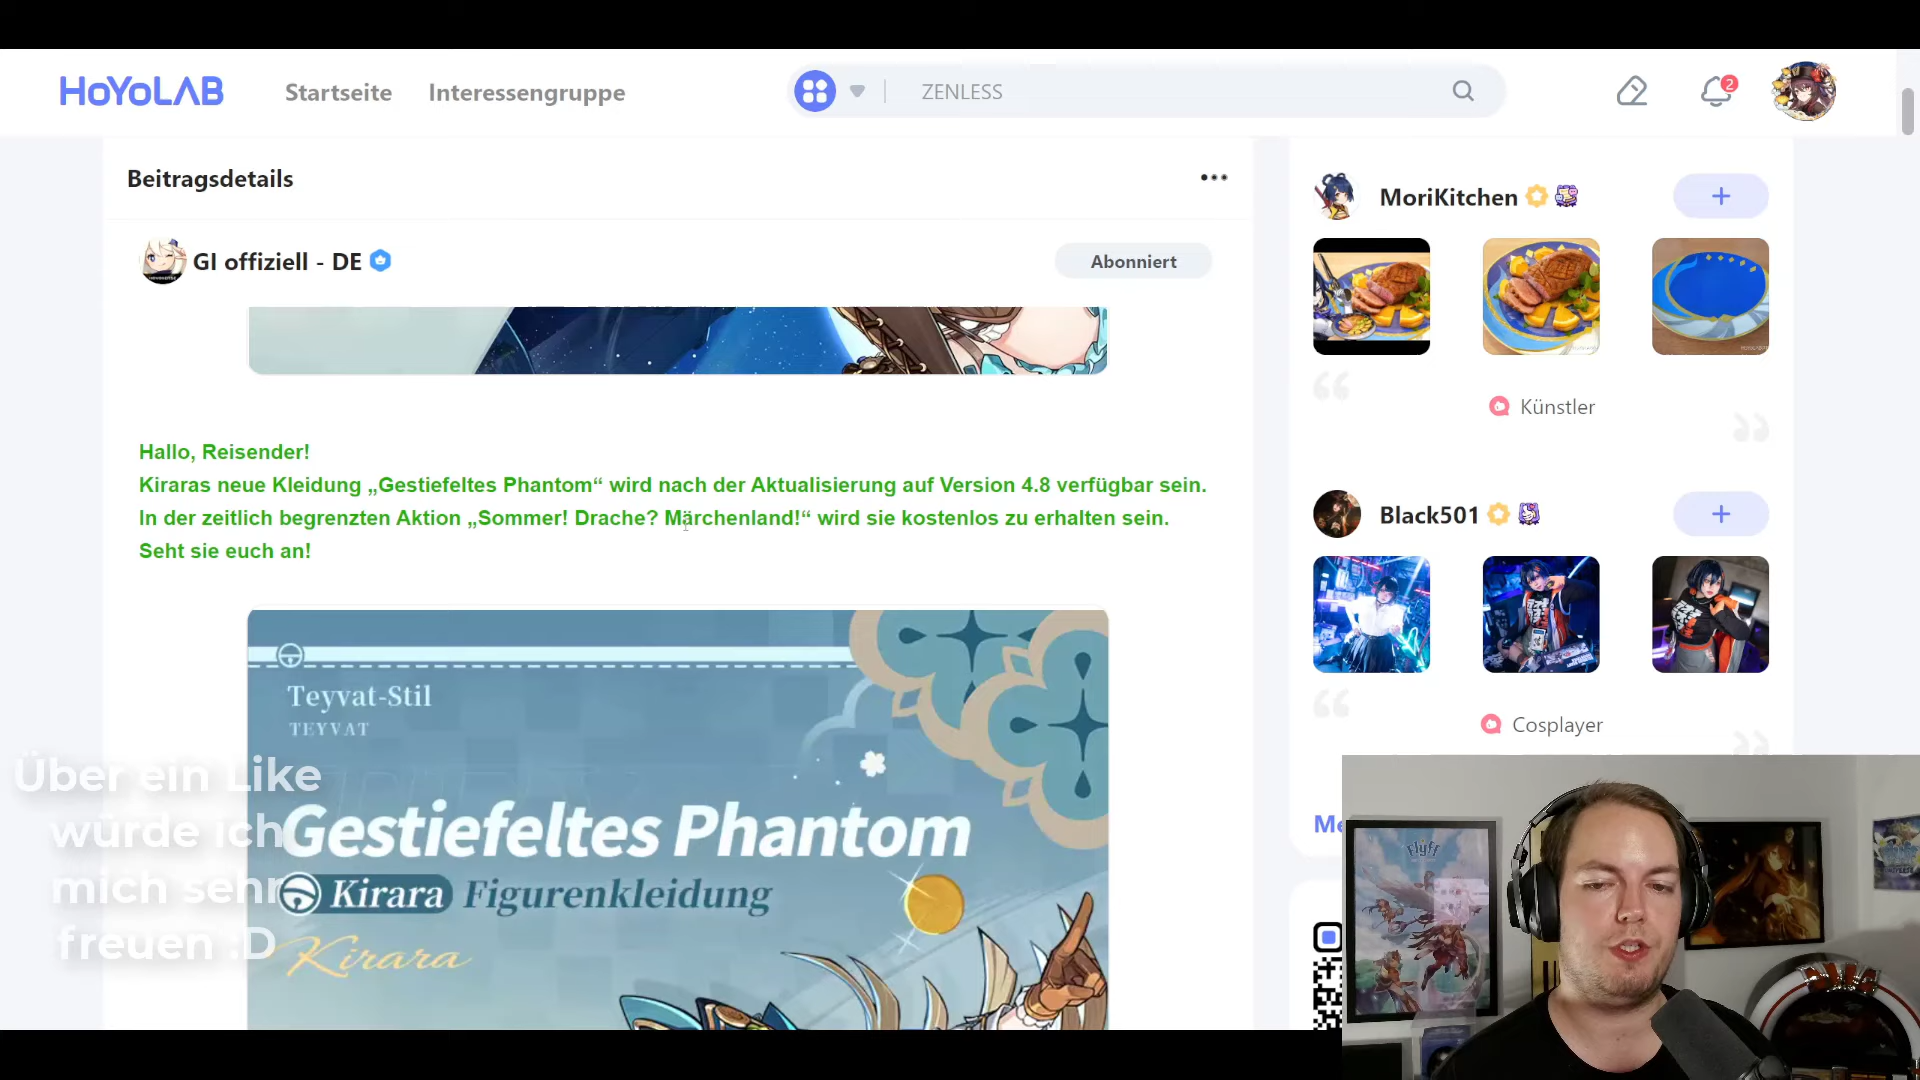 HoYoLAB
Startseite
Interessengruppe
ZENLESS
2
Beitragsdetails
GI offiziell - DE
Abonniert
Hallo, Reisender!
Kiraras neue Kleidung „Gestiefeltes Phantom“ wird nach der Aktualisierung auf Version 4.8 verfügbar sein.
In der zeitlich begrenzten Aktion „Sommer! Drache? Märchenland!“ wird sie kostenlos zu erhalten sein.
Seht sie euch an!
Teyvat-Stil
TEYVAT
Gestiefeltes Phantom
Kirara Figurenkleidung
Kirara
Über ein Like
würde ich
mich sehr
freuen :D
MoriKitchen
Künstler
Black501
Cosplayer
Me
Flyff